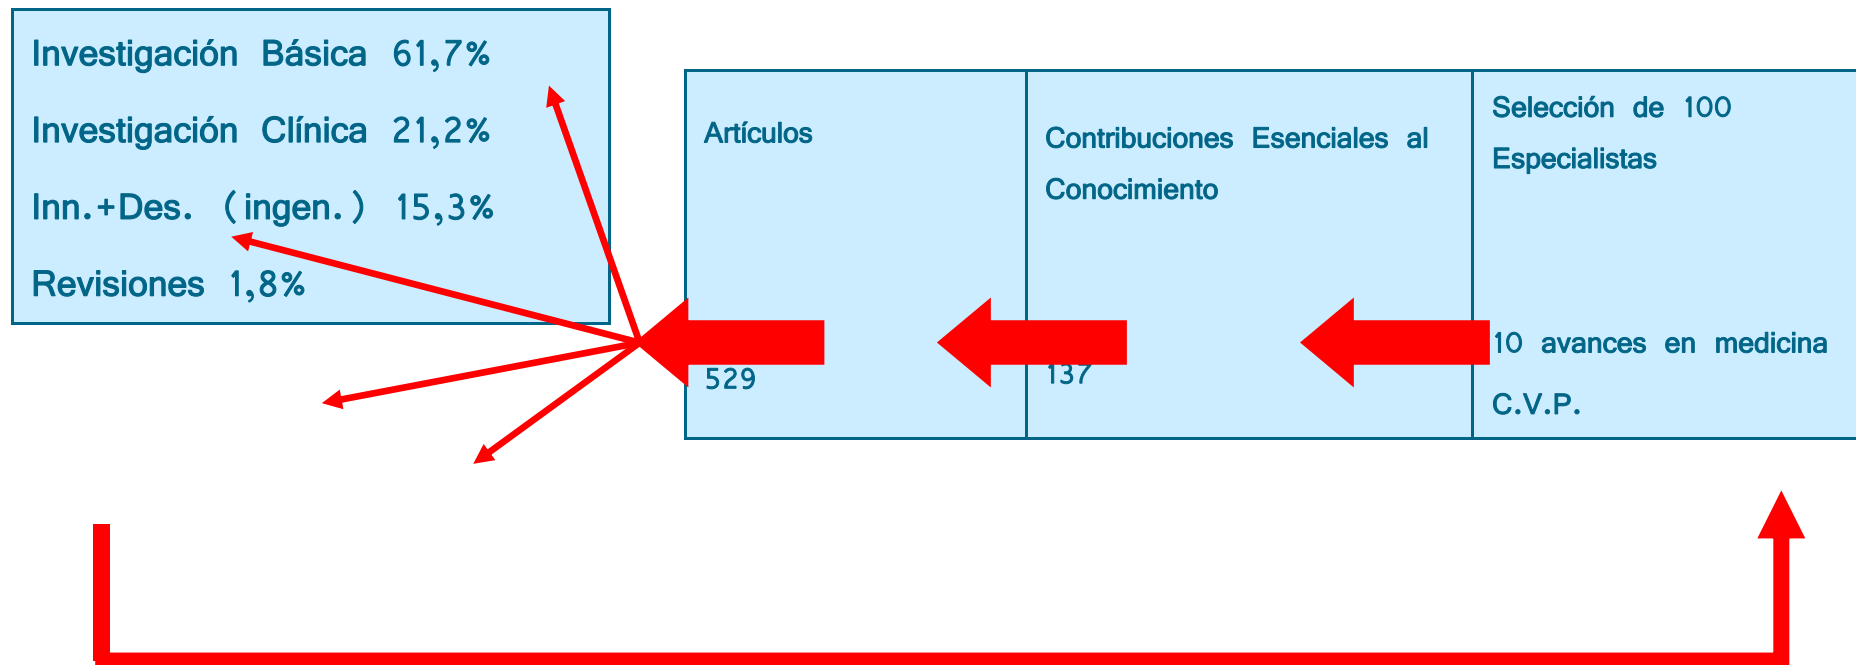 Investigación Básica 61,7%
Investigación Clínica 21,2%
Inn.+Des. (ingen.) 15,3%
Revisiones 1,8%
Artículos
529
Contribuciones Esenciales al
Conocimiento
137
Selección de 100
Especialistas
10 avances en medicina
C.V.P.